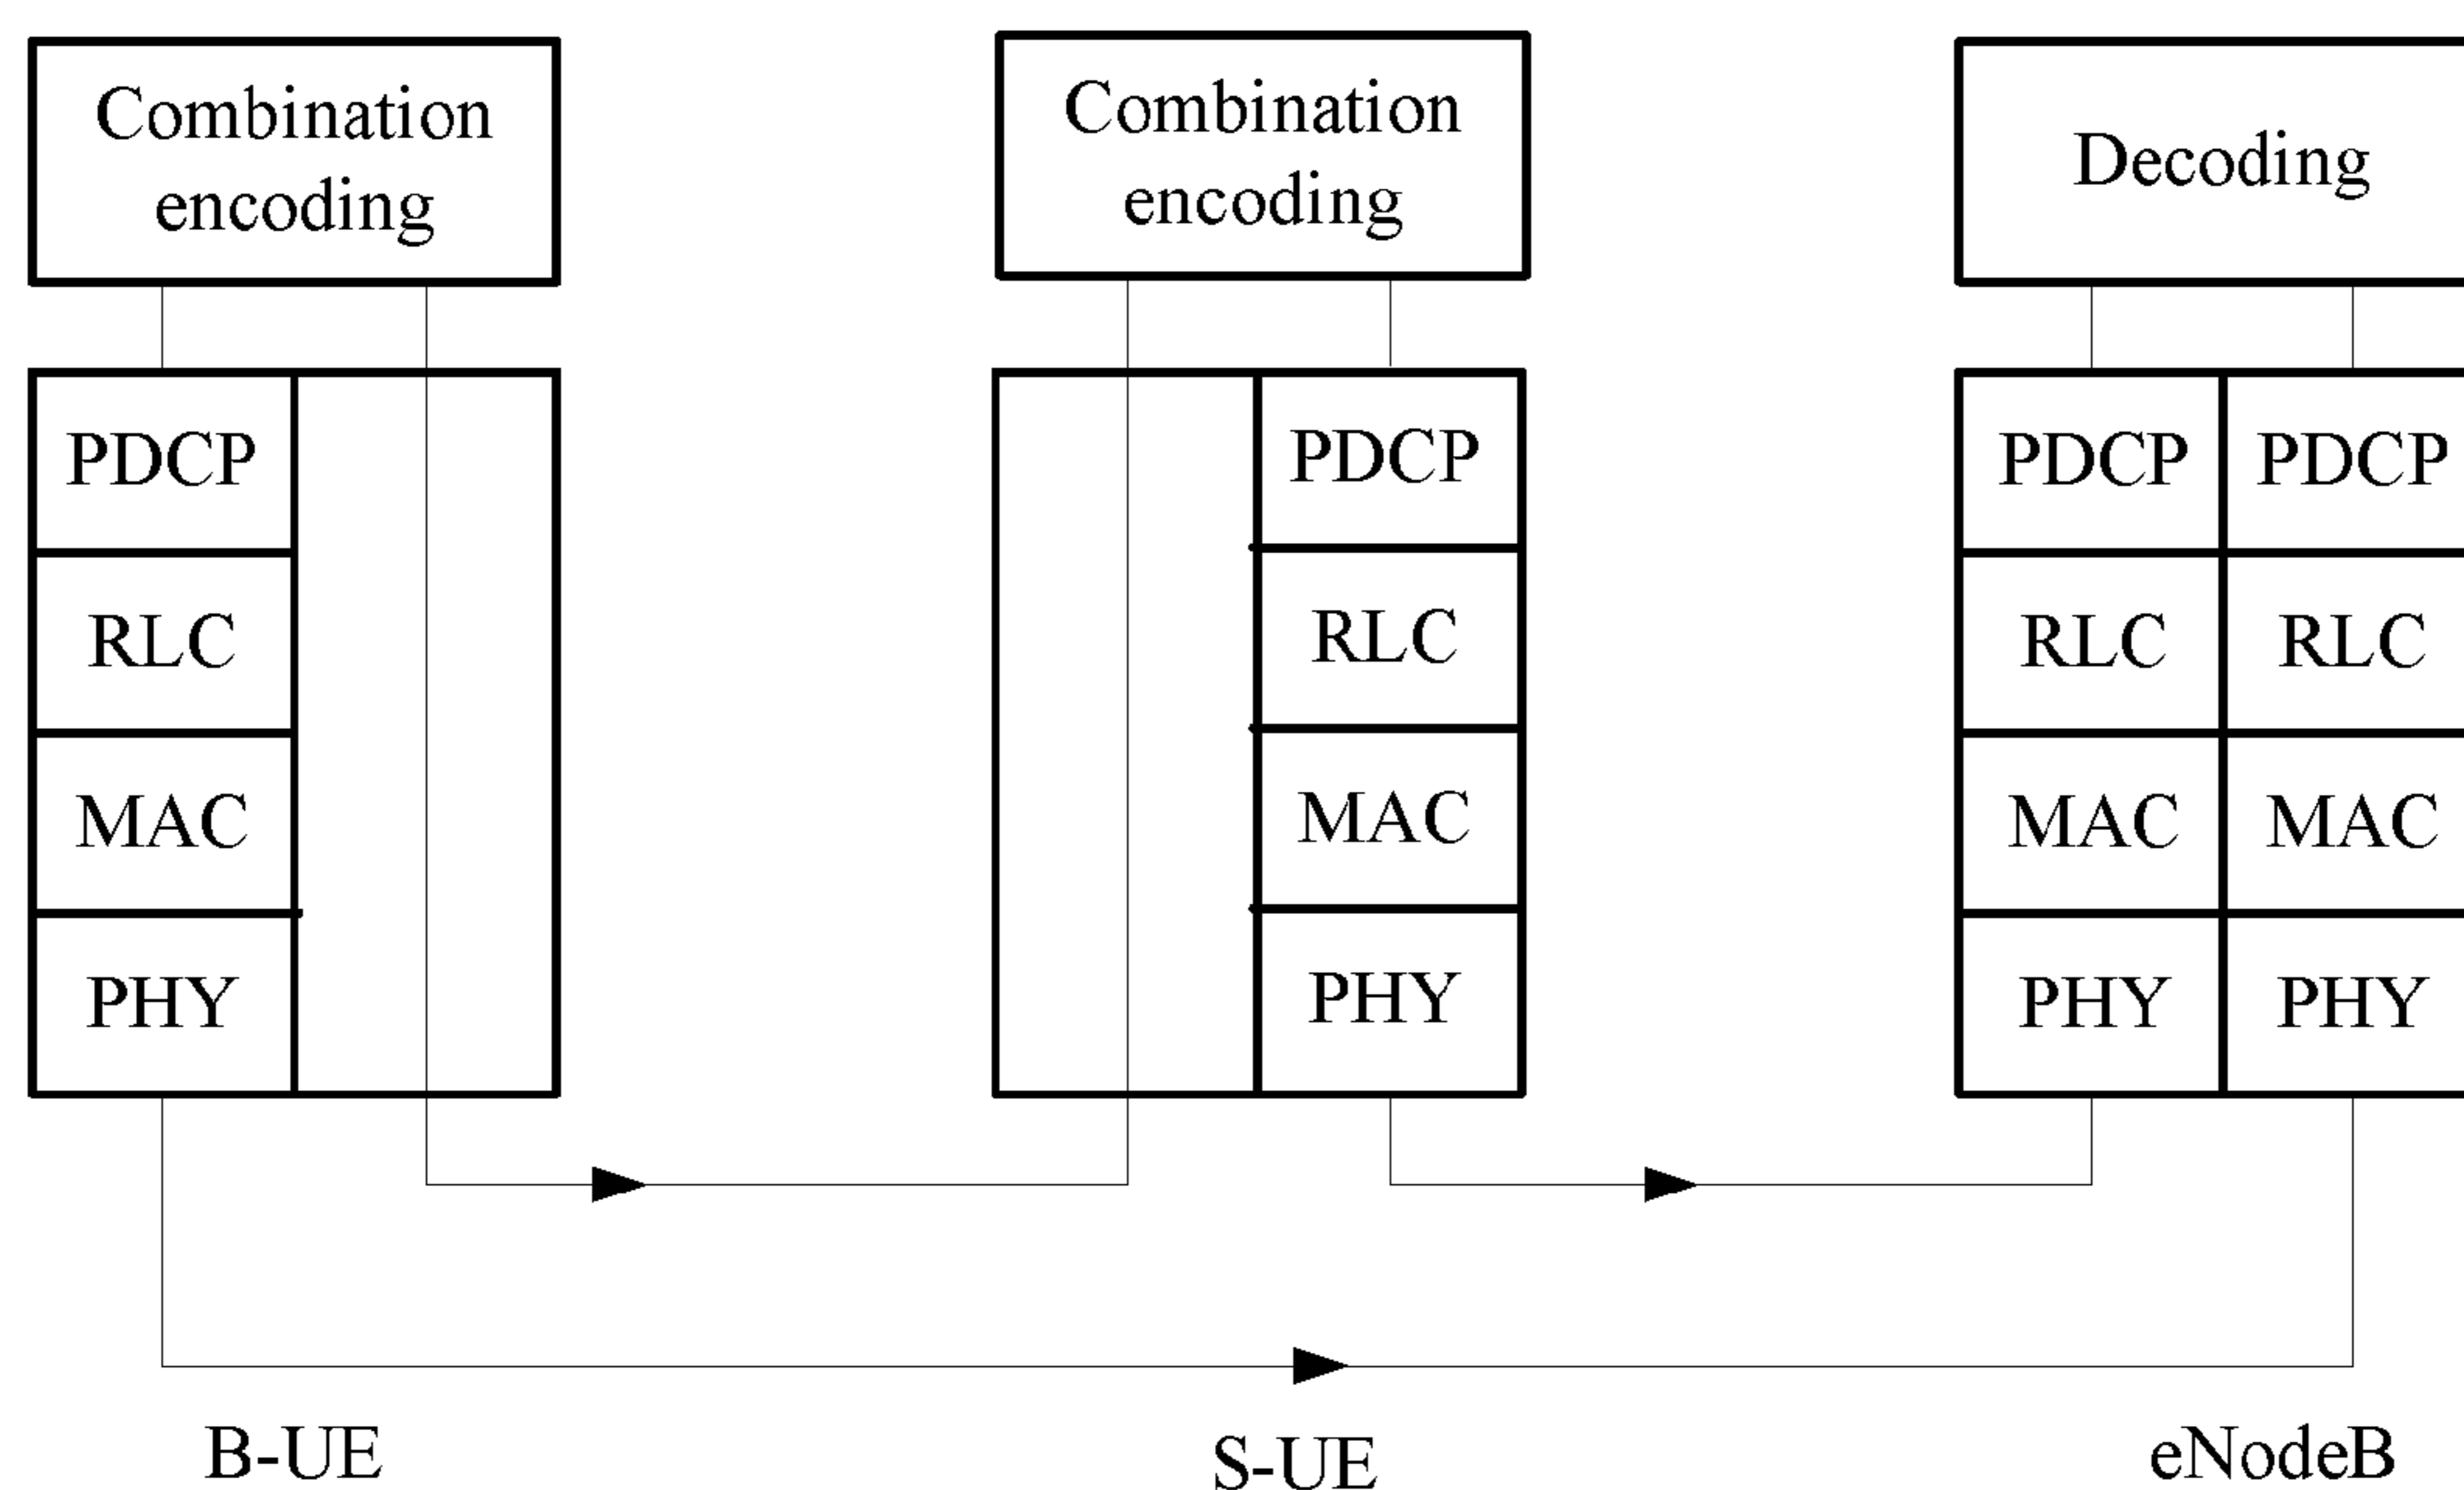 Combination
encoding
Combination
encoding
Decoding
PDCP
RLC
MAC
PHY
PDCP
RLC
MAC
PHY
PDCP PDCP
RLC RLC
MAC MAC
PHY PHY
B-UE
S-UE
eNodeB